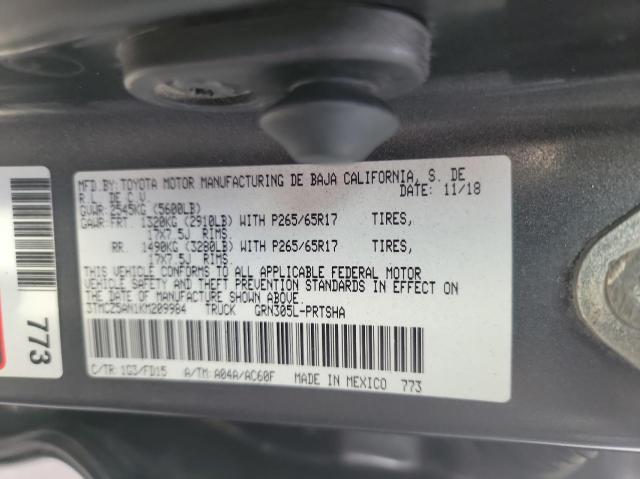 MFD.BY: TOYOTA MOTOR MANUFACTURING DE BAJA CALIFORNIA, S. DE
R.L. DE C.V. DATE: 11/18
GVWR 2545KG (5600LB)
GAWR FRT. 1320KG (2910LB) WITH P265/65R17 TIRES,
17X7.5J RIMS.
RR. 1490KG (3280LB) WITH P265/65R17 TIRES,
17X7.5J RIMS.
THIS VEHICLE CONFORMS TO ALL APPLICABLE FEDERAL MOTOR
VEHICLE SAFETY AND THEFT PREVENTION STANDARDS IN EFFECT ON
THE DATE OF MANUFACTURE SHOWN ABOVE.
3TMCZ5AN1KM209984 TRUCK GRN305L-PRTSHA
C/TR: 1G3/FD15 A/TM: A04A/AC60F MADE IN MEXICO 773
773